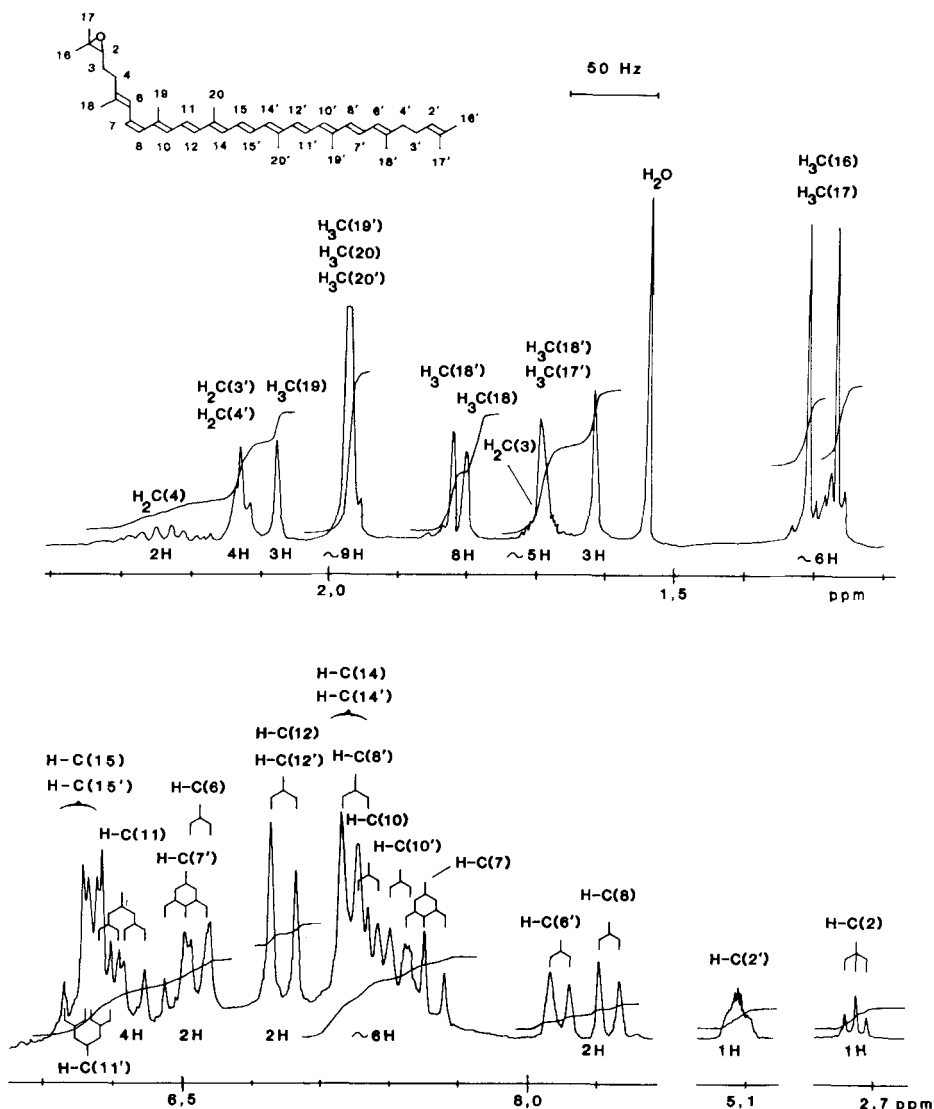 17
O
16
2
3
4
18
6
19
11
20
15
14'
12'
10'
8'
6'
4'
2'
16'
7
8
10
12
14
15'
20'
11'
19'
7'
18'
3'
17'
50 Hz
H3C(16)
H3C(17)
H2O
H3C(19')
H3C(20)
H3C(20')
H2C(3') H3C(19)
H2C(4')
H3C(18')
H3C(18)
H3C(18')
H3C(17')
H2C(3)
H2C(4)
2H 4H 3H ~9H 8H ~5H 3H ~6H
2,0 1,5 ppm
H-C(14)
H-C(14')
H-C(15)
H-C(15')
H-C(11)
H-C(6)
H-C(7')
H-C(12)
H-C(12')
H-C(8')
H-C(10)
H-C(10')
H-C(7)
H-C(6')
H-C(8)
H-C(2')
H-C(2)
4H 2H 2H ~6H 2H 1H 1H
H-C(11')
6,5 8,0 5,1 2,7 ppm